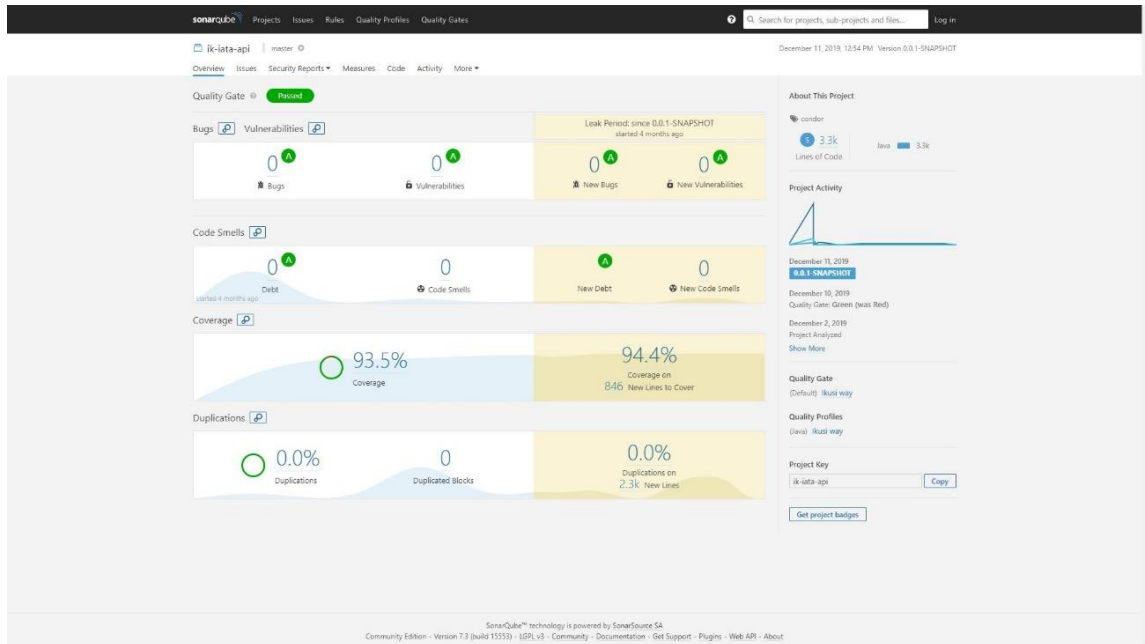 sonarqube Projects Issues Rules Quality Profiles Quality Gates Search for projects, sub-projects and files... Log in
ik-iata-api master December 11, 2019, 12:54 PM Version 0.0.1-SNAPSHOT
Overview Issues Security Reports Measures Code Activity More
Quality Gate Passed
Bugs Vulnerabilities
Leak Period: since 0.0.1-SNAPSHOT
started 4 months ago
0 A 0 A 0 A 0 A
Bugs Vulnerabilities New Bugs New Vulnerabilities
Code Smells
0 A 0 A 0
Debt Code Smells New Debt New Code Smells
started 4 months ago
Coverage
93.5%
Coverage
94.4%
Coverage on
846 New Lines to Cover
Duplications
0.0%
Duplications
0
Duplicated Blocks
0.0%
Duplications on
2.3k New Lines
About This Project
condor
S 3.3k
Lines of Code
Java 3.3k
Project Activity
December 11, 2019
0.0.1-SNAPSHOT
December 10, 2019
Quality Gate: Green (was Red)
December 2, 2019
Project Analyzed
Show More
Quality Gate
(Default) Ikusi way
Quality Profiles
(Java) Ikusi way
Project Key
ik-iata-api Copy
Get project badges
SonarQube™ technology is powered by SonarSource SA
Community Edition - Version 7.3 (build 15553) - LGPL v3 - Community - Documentation - Get Support - Plugins - Web API - About